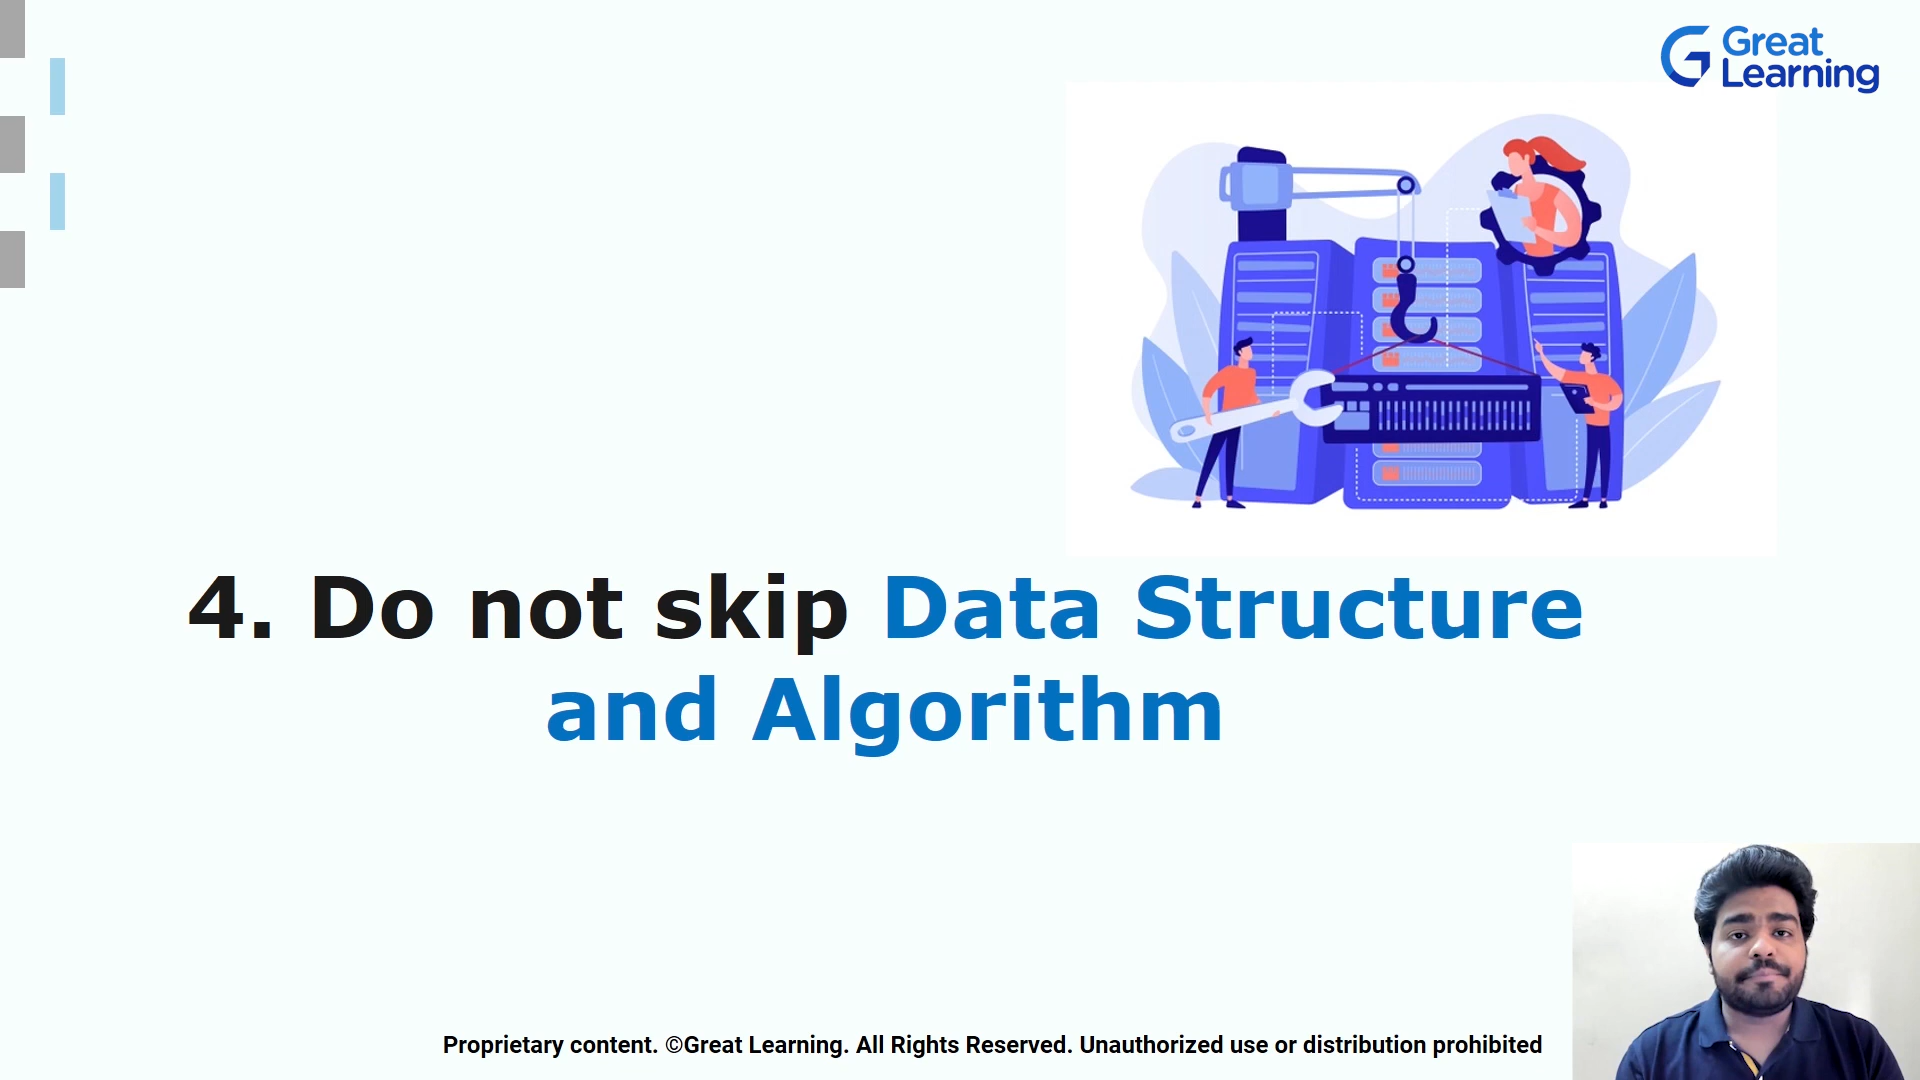 Great
Learning
4. Do not skip Data Structure
and Algorithm
Proprietary content. ©Great Learning. All Rights Reserved. Unauthorized use or distribution prohibited